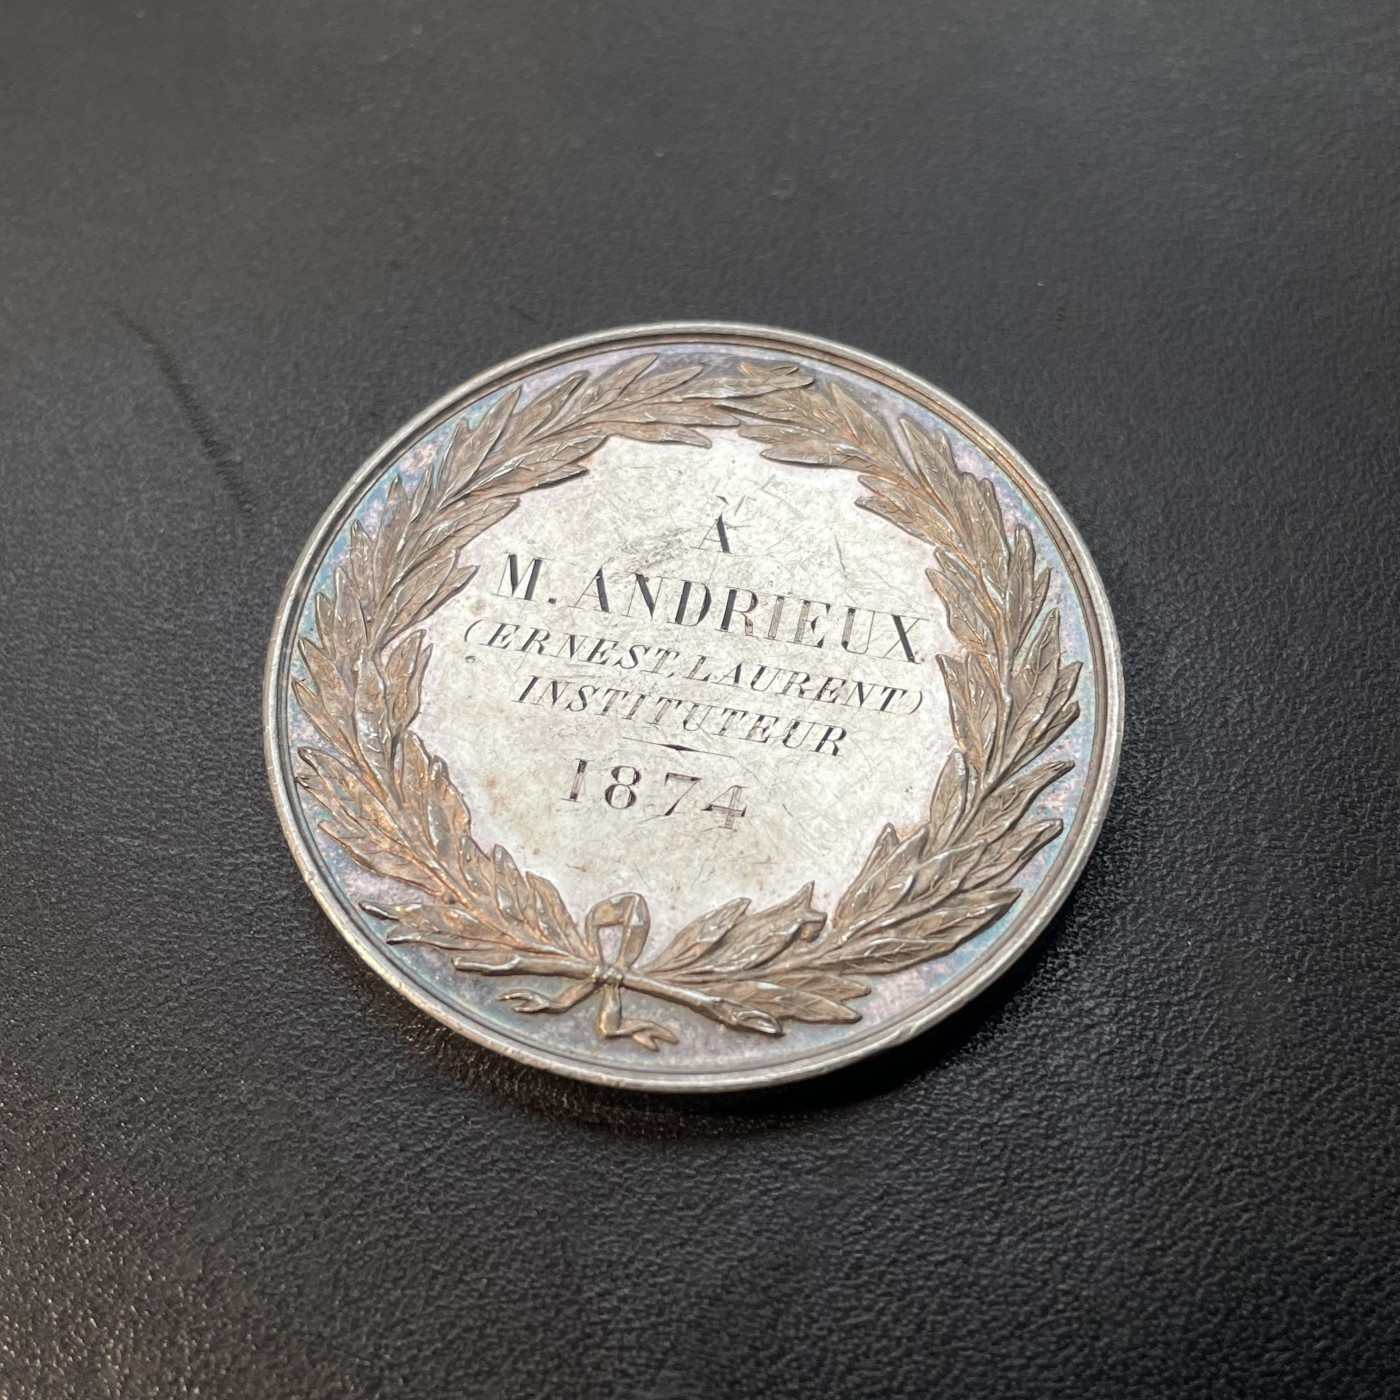 À
M. ANDRIEUX
(ERNEST, LAURENT)
INSTITUTEUR
1874